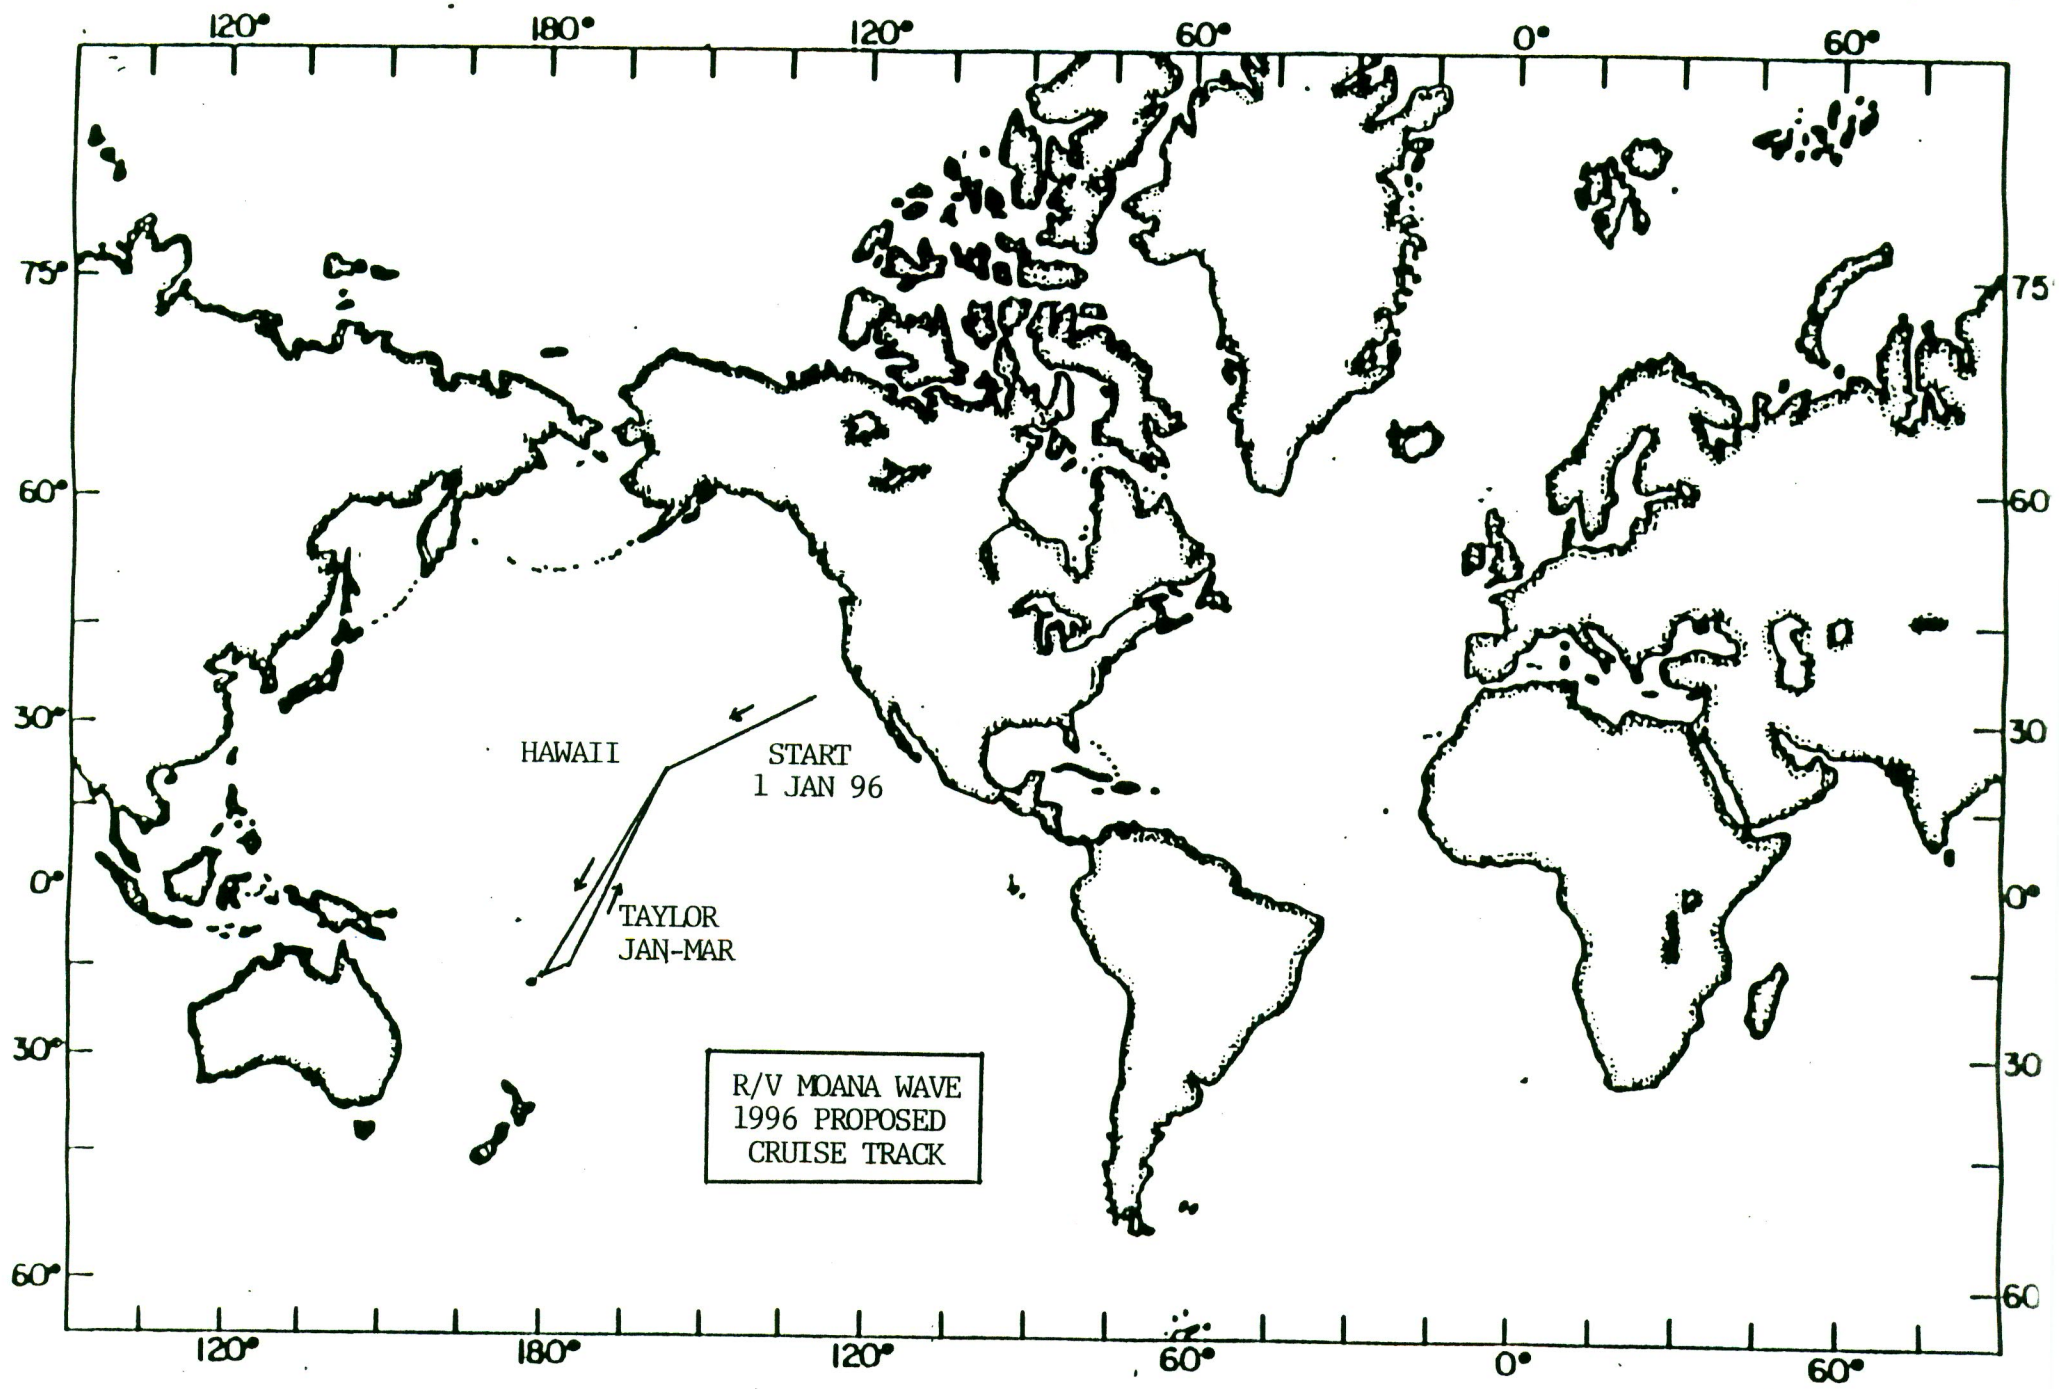 120° 180° 120° 60° 0° 60°
75° 75
60° 60
30° 30
HAWAII
START
1 JAN 96
0° 0°
TAYLOR
JAN-MAR
30° 30
R/V MOANA WAVE
1996 PROPOSED
CRUISE TRACK
60° 60
120° 180° 120° 60° 0° 60°